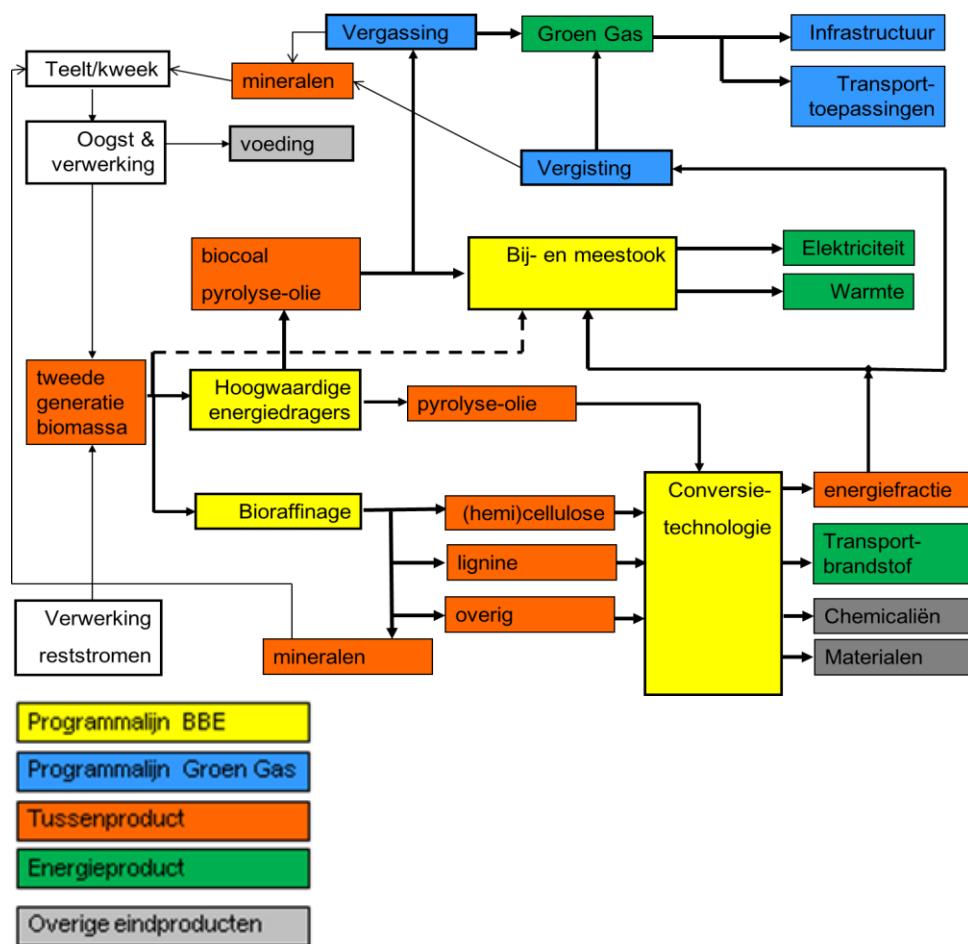 Vergassing
Groen Gas
Infrastructuur
Teelt/kweek
mineralen
Transport-
toepassingen
Oogst &
verwerking
voeding
Vergisting
biocoal
pyrolyse-olie
Bij- en meestook
Elektriciteit
Warmte
tweede
generatie
biomassa
Hoogwaardige
energiedragers
pyrolyse-olie
Conversie-
technologie
energiefractie
Bioraffinage
(hemi)cellulose
lignine
Transport-
brandstof
overig
Chemicaliën
Verwerking
reststromen
mineralen
Materialen
Programmalijn BBE
Programmalijn Groen Gas
Tussenproduct
Energieproduct
Overige eindproducten